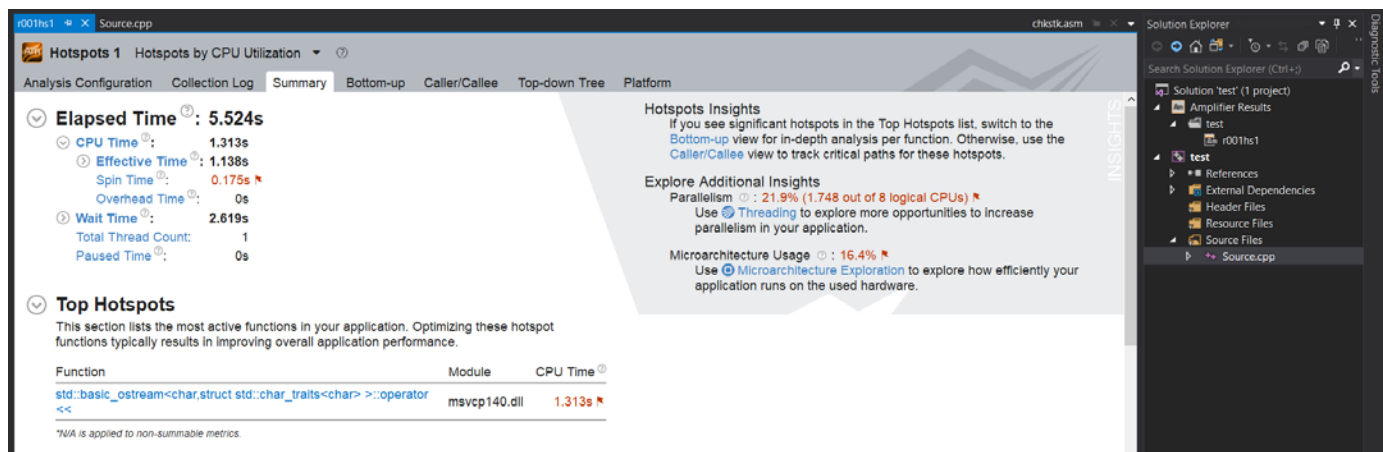 r001hs1 Source.cpp chkstk.asm
Hotspots 1 Hotspots by CPU Utilization
Analysis Configuration Collection Log Summary Bottom-up Caller/Callee Top-down Tree Platform
Elapsed Time : 5.524s
CPU Time : 1.313s
Effective Time : 1.138s
Spin Time : 0.175s
Overhead Time : 0s
Wait Time : 2.619s
Total Thread Count: 1
Paused Time : 0s
Top Hotspots
This section lists the most active functions in your application. Optimizing these hotspot
functions typically results in improving overall application performance.
Function Module CPU Time
std::basic_ostream<char,struct std::char_traits<char> >::operator
<< msvcp140.dll 1.313s
*N/A is applied to non-summable metrics.
Hotspots Insights
If you see significant hotspots in the Top Hotspots list, switch to the
Bottom-up view for in-depth analysis per function. Otherwise, use the
Caller/Callee view to track critical paths for these hotspots.
Explore Additional Insights
Parallelism : 21.9% (1.748 out of 8 logical CPUs)
Use Threading to explore more opportunities to increase
parallelism in your application.
Microarchitecture Usage : 16.4%
Use Microarchitecture Exploration to explore how efficiently your
application runs on the used hardware.
INSIGHTS
Solution Explorer
Search Solution Explorer (Ctrl+;)
Solution 'test' (1 project)
Amplifier Results
test
r001hs1
test
References
External Dependencies
Header Files
Resource Files
Source Files
Source.cpp
Diagnostic Tools